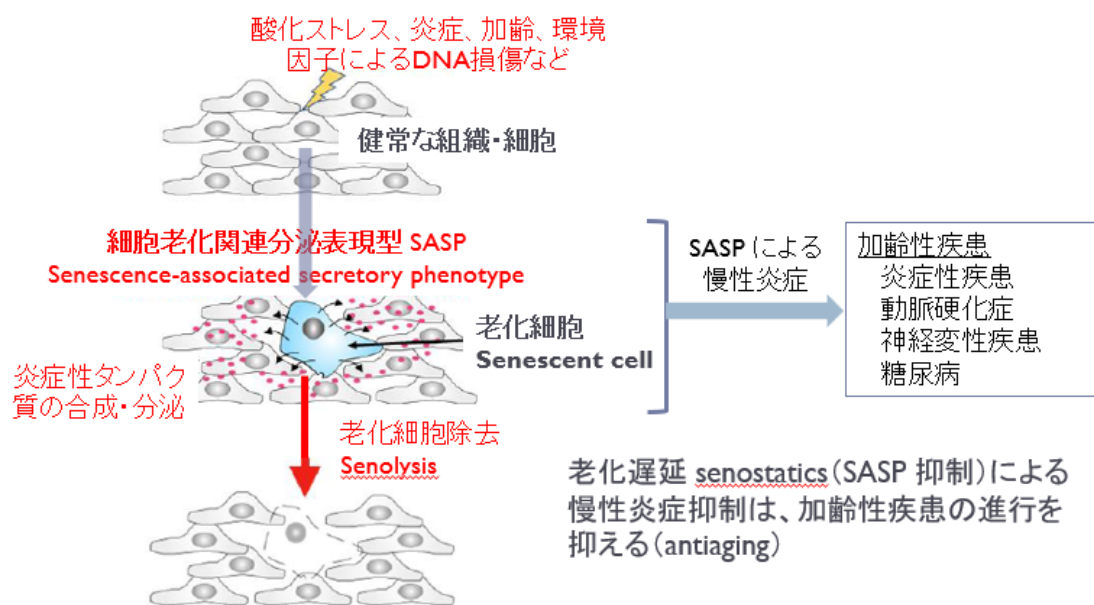 酸化ストレス、炎症、加齢、環境
因子によるDNA損傷など
健常な組織・細胞
細胞老化関連分泌表現型 SASP
Senescence-associated secretory phenotype
老化細胞
Senescent cell
炎症性タンパク
質の合成・分泌
老化細胞除去
Senolysis
SASP による
慢性炎症
加齢性疾患
炎症性疾患
動脈硬化症
神経変性疾患
糖尿病
老化遅延 senostatics（SASP 抑制）による
慢性炎症抑制は、加齢性疾患の進行を
抑える（antiaging）